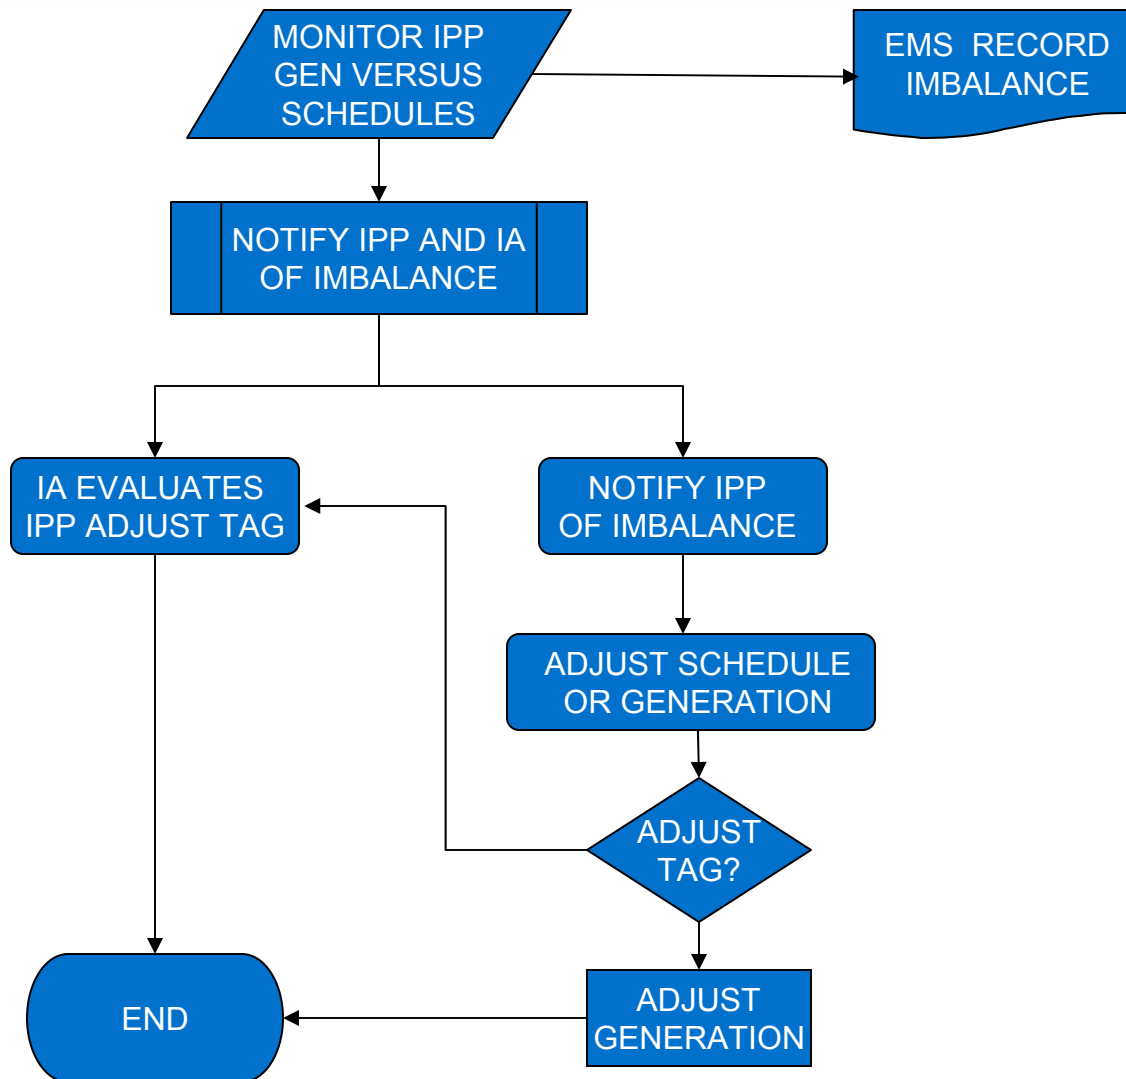 MONITOR IPP
GEN VERSUS
SCHEDULES
EMS RECORD
IMBALANCE
NOTIFY IPP AND IA
OF IMBALANCE
IA EVALUATES
IPP ADJUST TAG
NOTIFY IPP
OF IMBALANCE
ADJUST SCHEDULE
OR GENERATION
ADJUST
TAG?
END
ADJUST
GENERATION